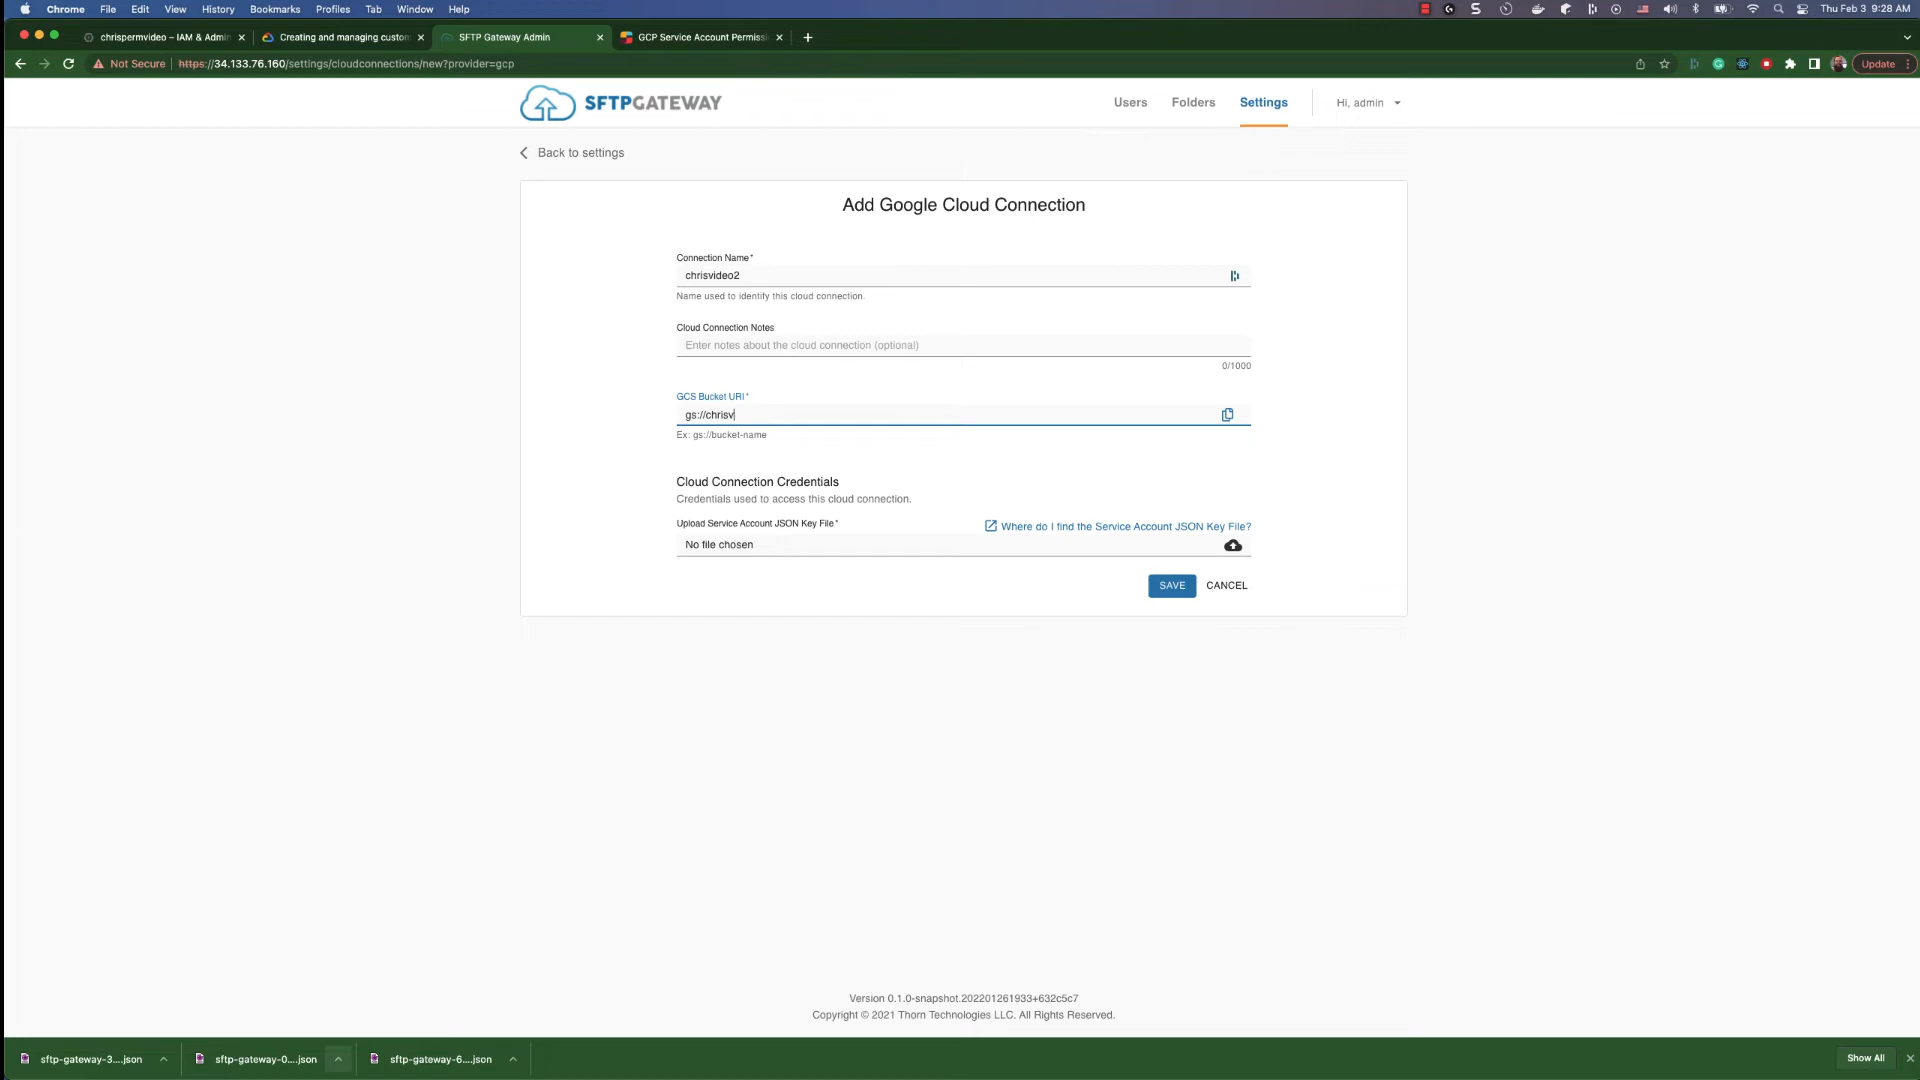 Chrome File Edit View History Bookmarks Profiles Tab Window Help Thu Feb 3 9:28 AM
chrispermvideo – IAM & Admin Creating and managing custom SFTP Gateway Admin GCP Service Account Permissi
Not Secure https://34.133.76.160/settings/cloudconnections/new?provider=gcp Update
SFTPGATEWAY Users Folders Settings Hi, admin
Back to settings
Add Google Cloud Connection
Connection Name*
chrisvideo2
Name used to identify this cloud connection.
Cloud Connection Notes
Enter notes about the cloud connection (optional)
0/1000
GCS Bucket URI*
gs://chrisv
Ex: gs://bucket-name
Cloud Connection Credentials
Credentials used to access this cloud connection.
Upload Service Account JSON Key File* Where do I find the Service Account JSON Key File?
No file chosen
SAVE CANCEL
Version 0.1.0-snapshot.202201261933+632c5c7
Copyright © 2021 Thorn Technologies LLC. All Rights Reserved.
sftp-gateway-3....json sftp-gateway-0....json sftp-gateway-6....json Show All